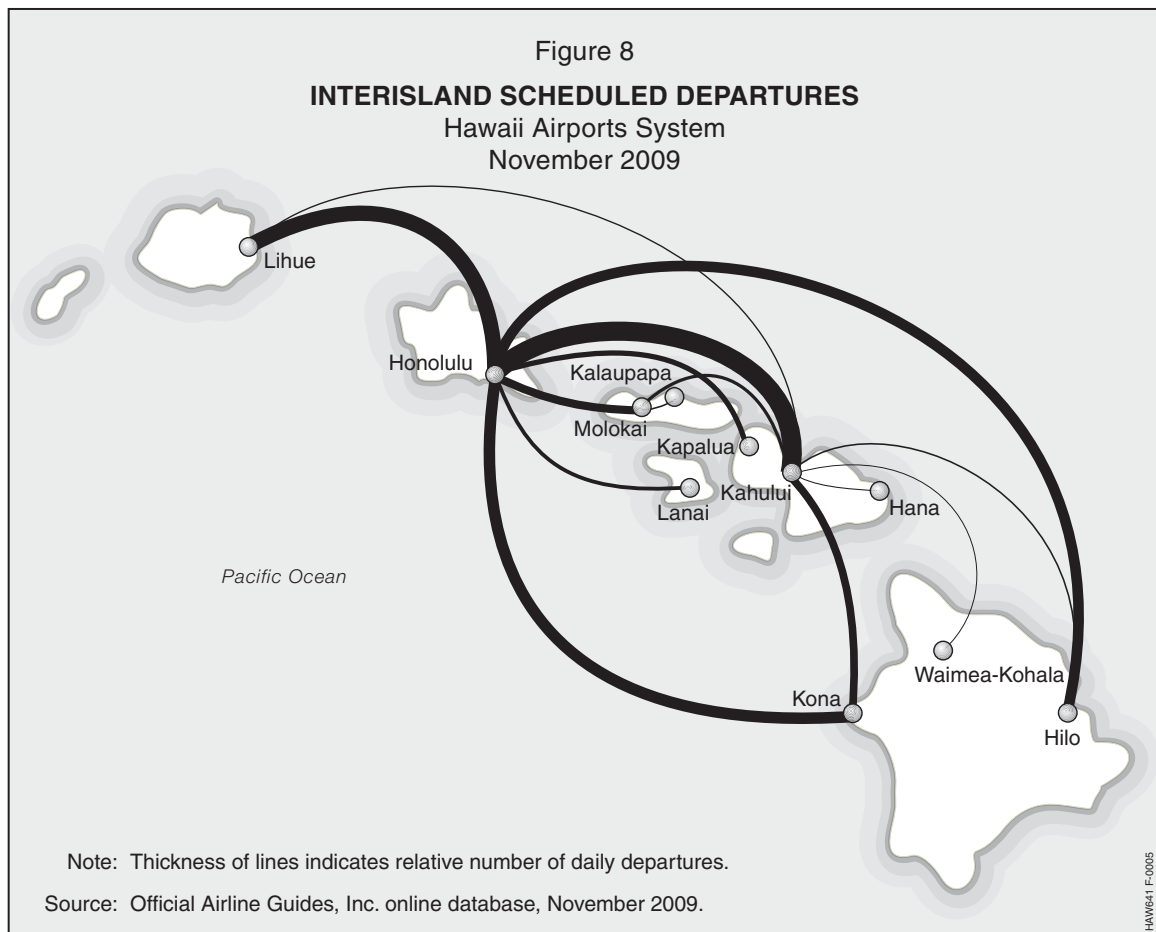 Figure 8
INTERISLAND SCHEDULED DEPARTURES
Hawaii Airports System
November 2009
Lihue
Honolulu
Kalaupapa
Molokai
Kapalua
Kahului
Lanai
Hana
Pacific Ocean
Waimea-Kohala
Kona
Hilo
Note: Thickness of lines indicates relative number of daily departures.
Source: Official Airline Guides, Inc. online database, November 2009.
HAW641 F-0005